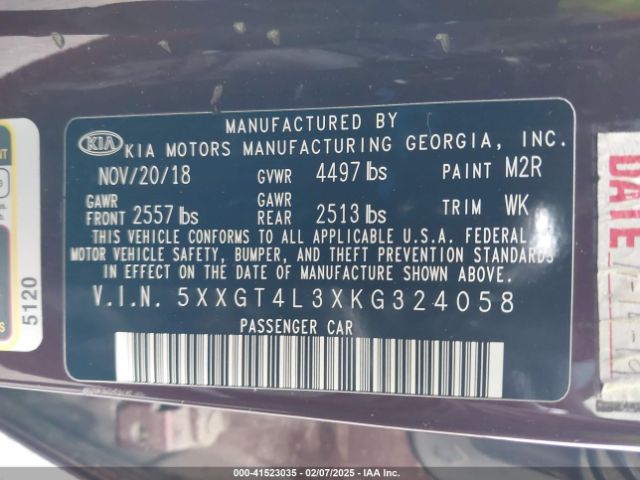 MANUFACTURED BY
KIA KIA MOTORS MANUFACTURING GEORGIA, INC.
NOV/20/18 GVWR 4497 lbs PAINT M2R
GAWR FRONT 2557 lbs GAWR REAR 2513 lbs TRIM WK
THIS VEHICLE CONFORMS TO ALL APPLICABLE U.S.A. FEDERAL
MOTOR VEHICLE SAFETY, BUMPER, AND THEFT PREVENTION STANDARDS
IN EFFECT ON THE DATE OF MANUFACTURE SHOWN ABOVE.
V.I.N. 5XXGT4L3XKG324058
PASSENGER CAR
5120
DATE
000-41523035 - 02/07/2025 - IAA Inc.